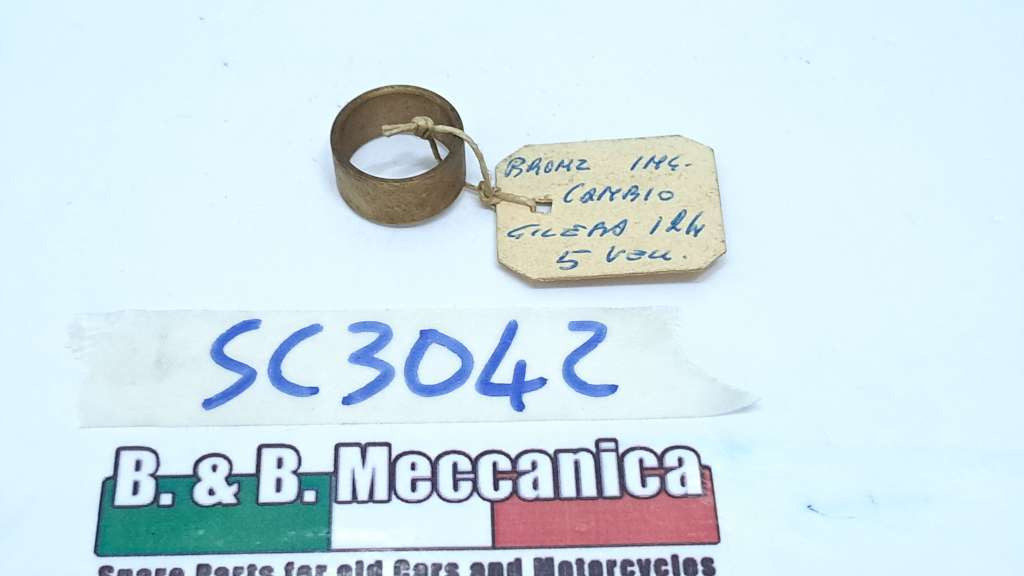 BRONZ ING.
CAMBIO
GILERA 124
5 VEL.
SC3042
B. & B. Meccanica
Spare Parts for old Cars and Motorcycles